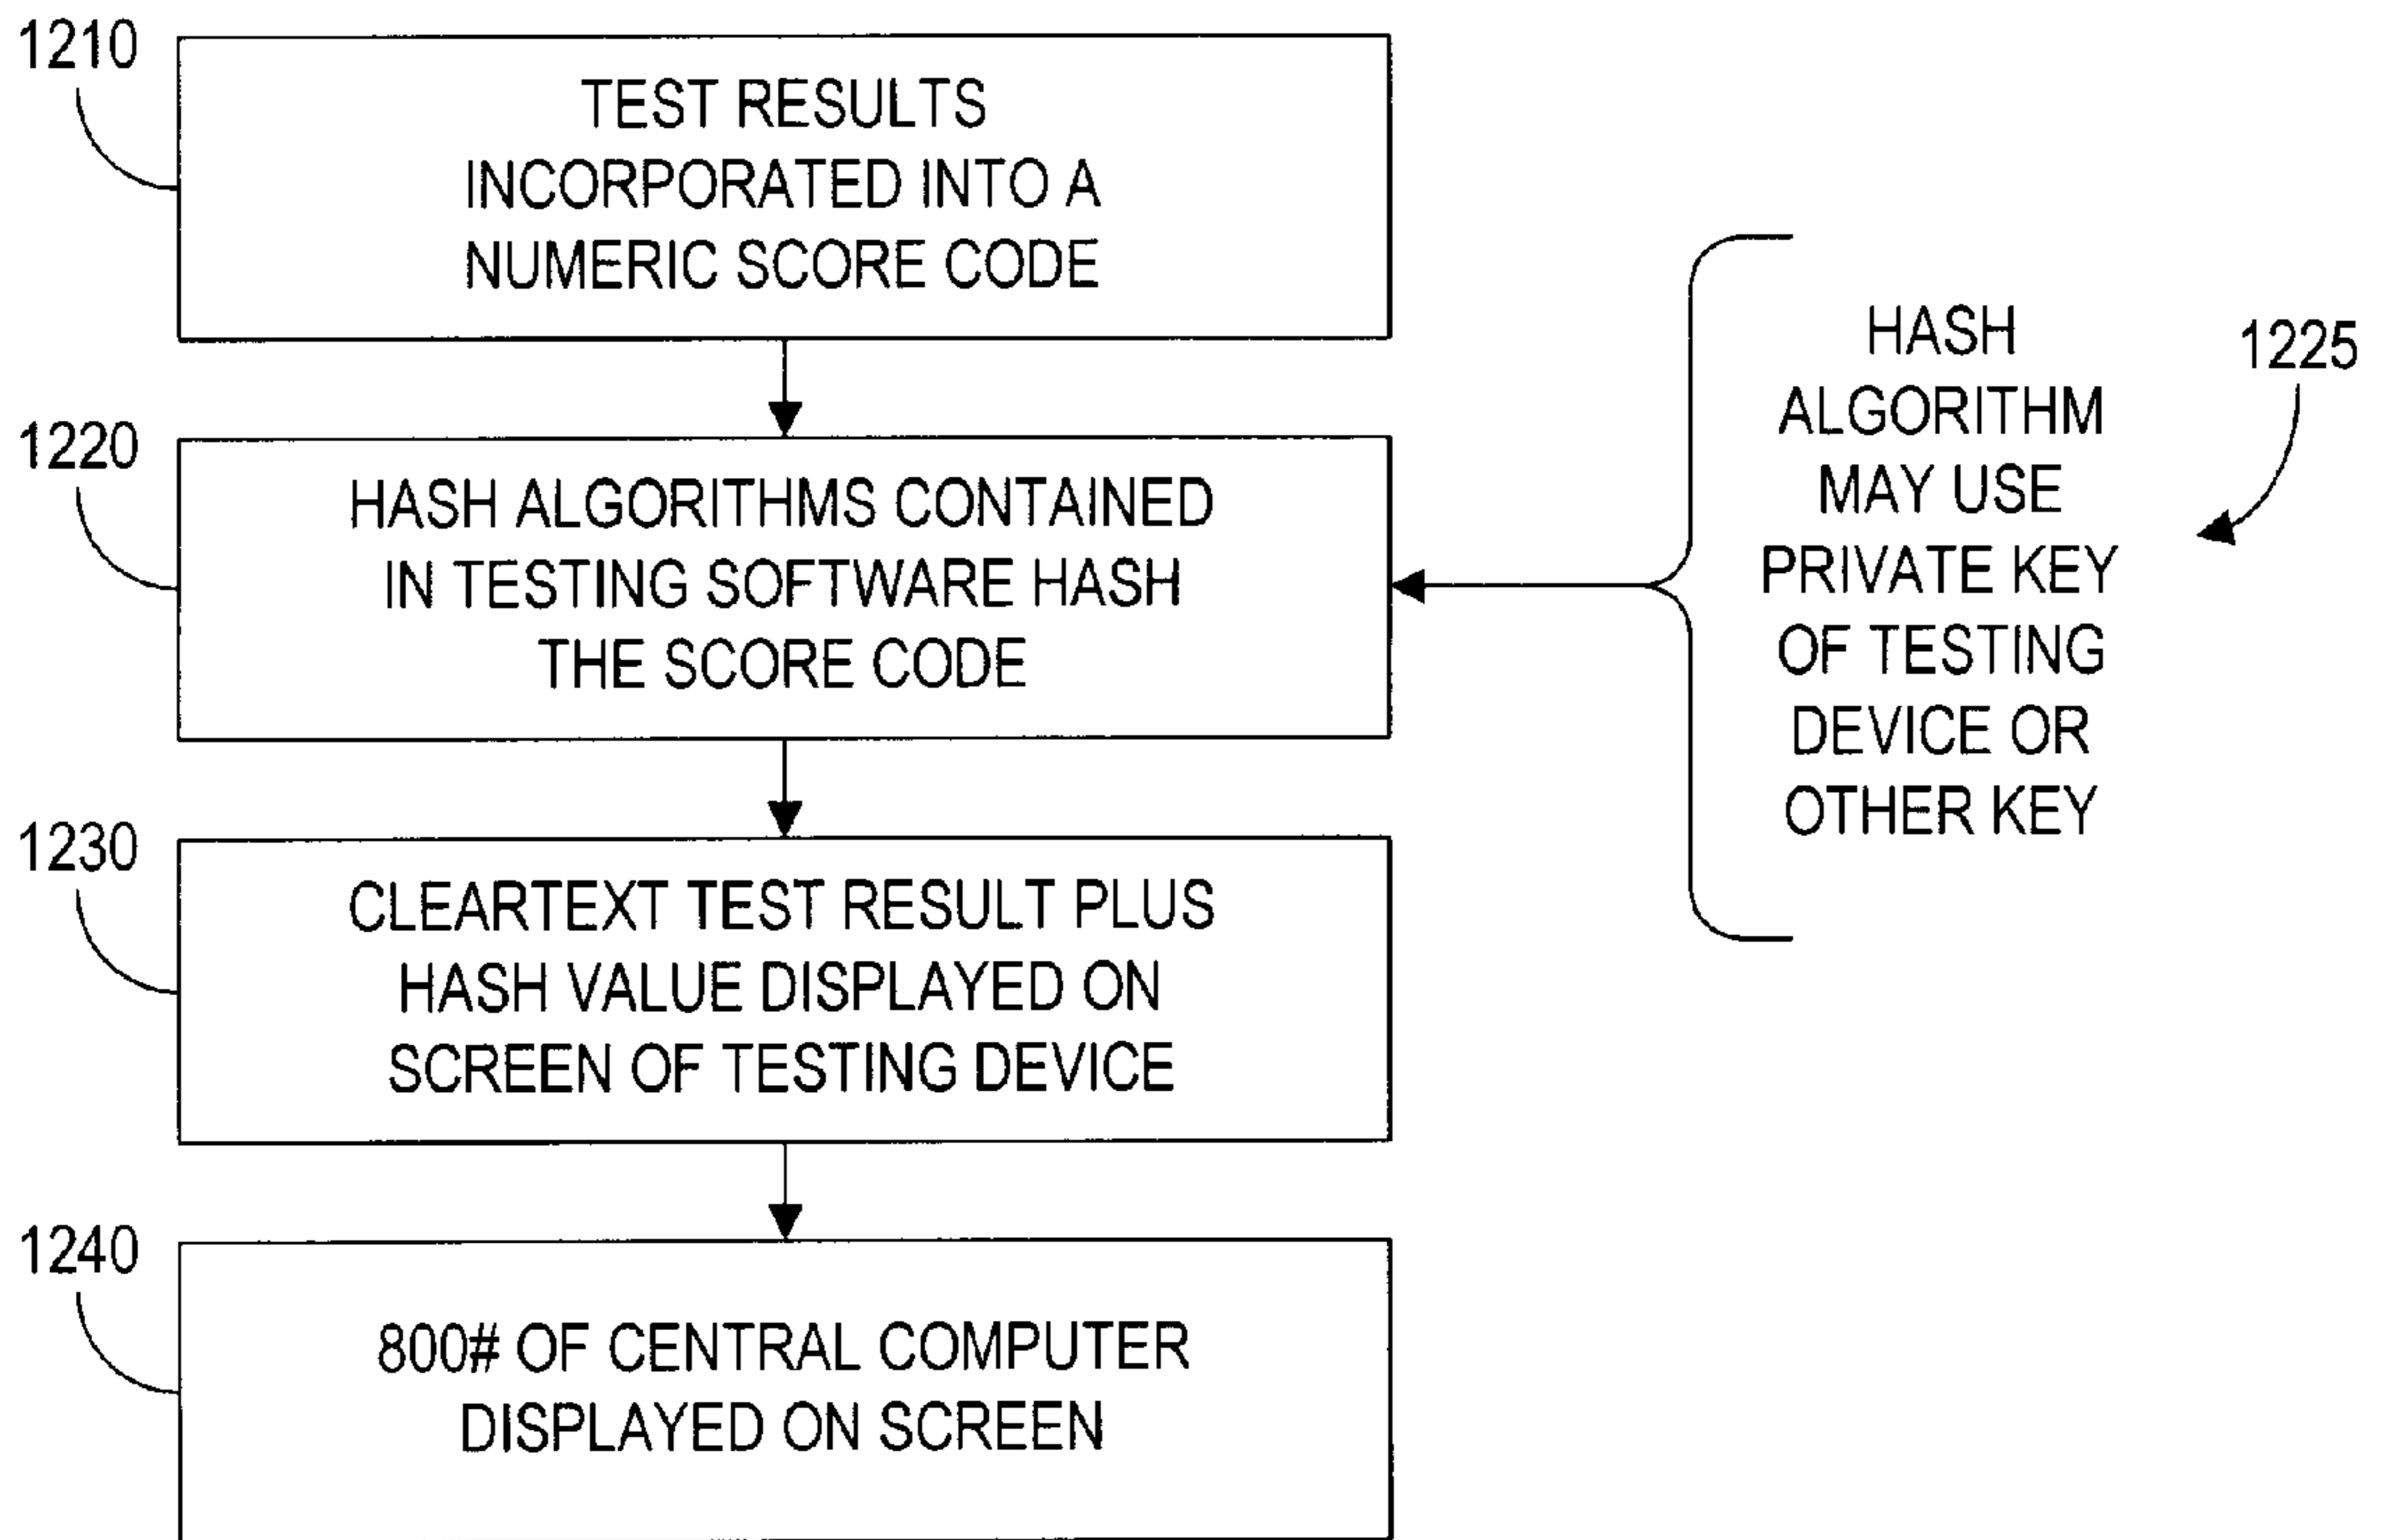 1210
TEST RESULTS
INCORPORATED INTO A
NUMERIC SCORE CODE
1220
HASH ALGORITHMS CONTAINED
IN TESTING SOFTWARE HASH
THE SCORE CODE
HASH
ALGORITHM
MAY USE
PRIVATE KEY
OF TESTING
DEVICE OR
OTHER KEY
1225
1230
CLEARTEXT TEST RESULT PLUS
HASH VALUE DISPLAYED ON
SCREEN OF TESTING DEVICE
1240
800# OF CENTRAL COMPUTER
DISPLAYED ON SCREEN